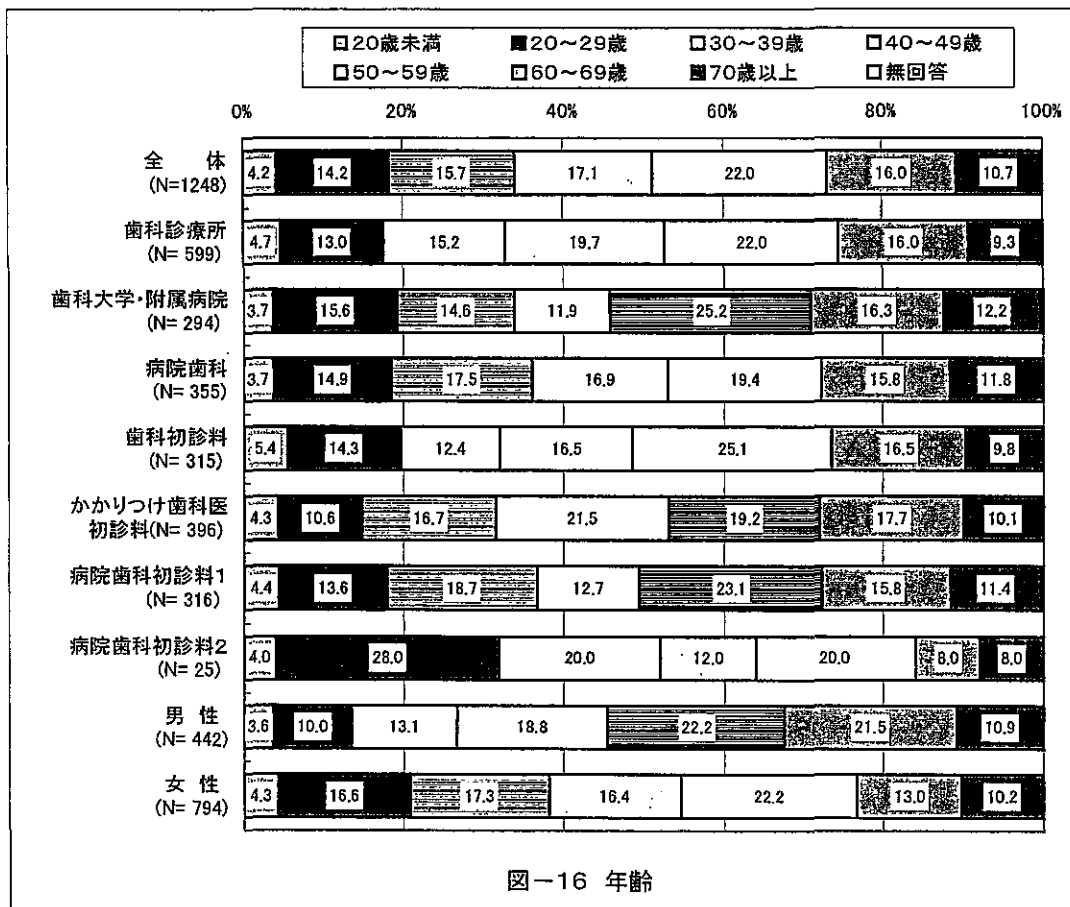 20歳未満 20~29歳 30~39歳 40~49歳
50~59歳 60~69歳 70歳以上 無回答
0% 20% 40% 60% 80% 100%
全 体
(N=1248)
4.2 14.2 15.7 17.1 22.0 16.0 10.7
歯科診療所
(N= 599)
4.7 13.0 15.2 19.7 22.0 16.0 9.3
歯科大学・附属病院
(N= 294)
3.7 15.6 14.6 11.9 25.2 16.3 12.2
病院歯科
(N= 355)
3.7 14.9 17.5 16.9 19.4 15.8 11.8
歯科初診料
(N= 315)
5.4 14.3 12.4 16.5 25.1 16.5 9.8
かかりつけ歯科医
初診料(N= 396)
4.3 10.6 16.7 21.5 19.2 17.7 10.1
病院歯科初診料1
(N= 316)
4.4 13.6 18.7 12.7 23.1 15.8 11.4
病院歯科初診料2
(N= 25)
4.0 28.0 20.0 12.0 20.0 8.0 8.0
男 性
(N= 442)
3.6 10.0 13.1 18.8 22.2 21.5 10.9
女 性
(N= 794)
4.3 16.6 17.3 16.4 22.2 13.0 10.2
図-16 年齢